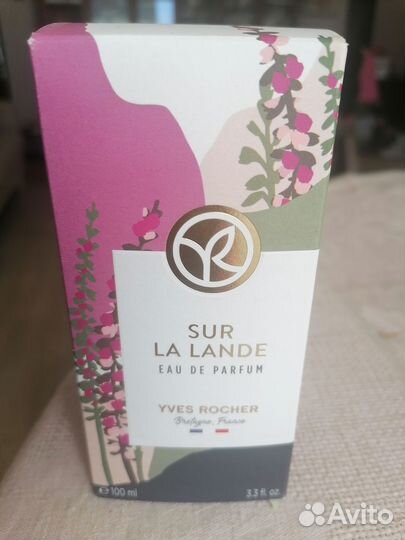 SUR
LA LANDE
EAU DE PARFUM
YVES ROCHER
Bretagne, France
e 100 ml
3.3 fl. oz.
Avito